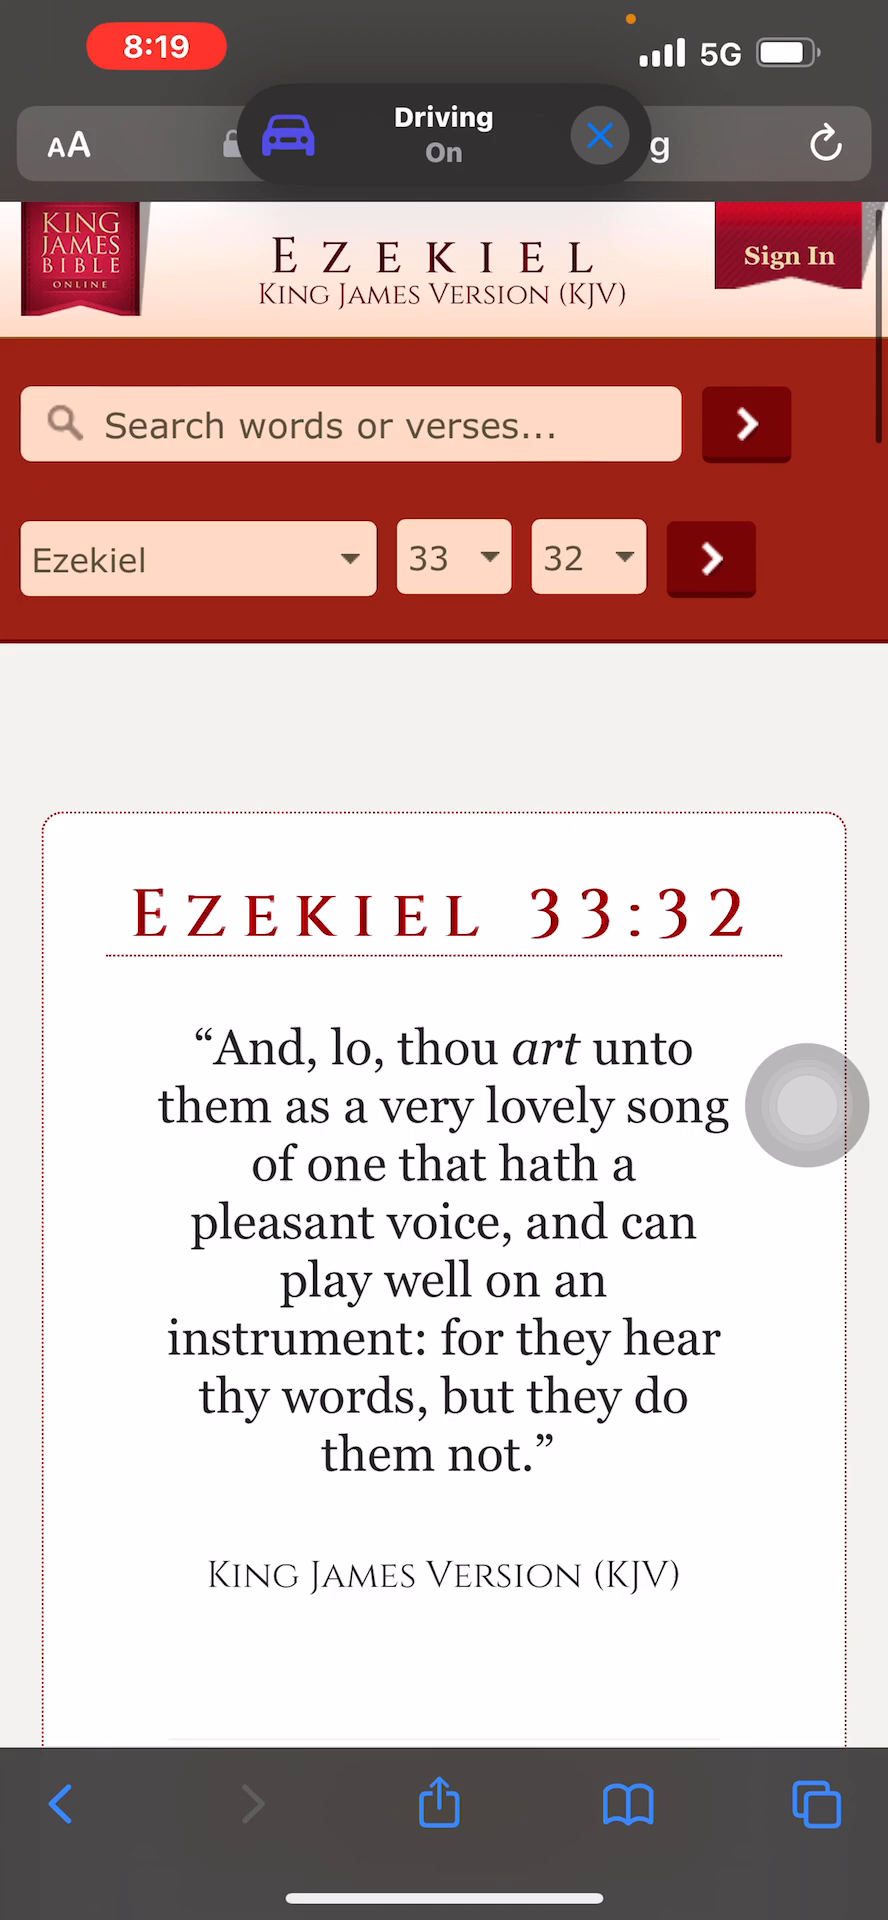 8:19
5G
Driving
On
AA
g
KING
JAMES
BIBLE
ONLINE
EZEKIEL
KING JAMES VERSION (KJV)
Sign In
Search words or verses...
Ezekiel 33 32
EZEKIEL 33:32
“And, lo, thou art unto
them as a very lovely song
of one that hath a
pleasant voice, and can
play well on an
instrument: for they hear
thy words, but they do
them not.”
KING JAMES VERSION (KJV)